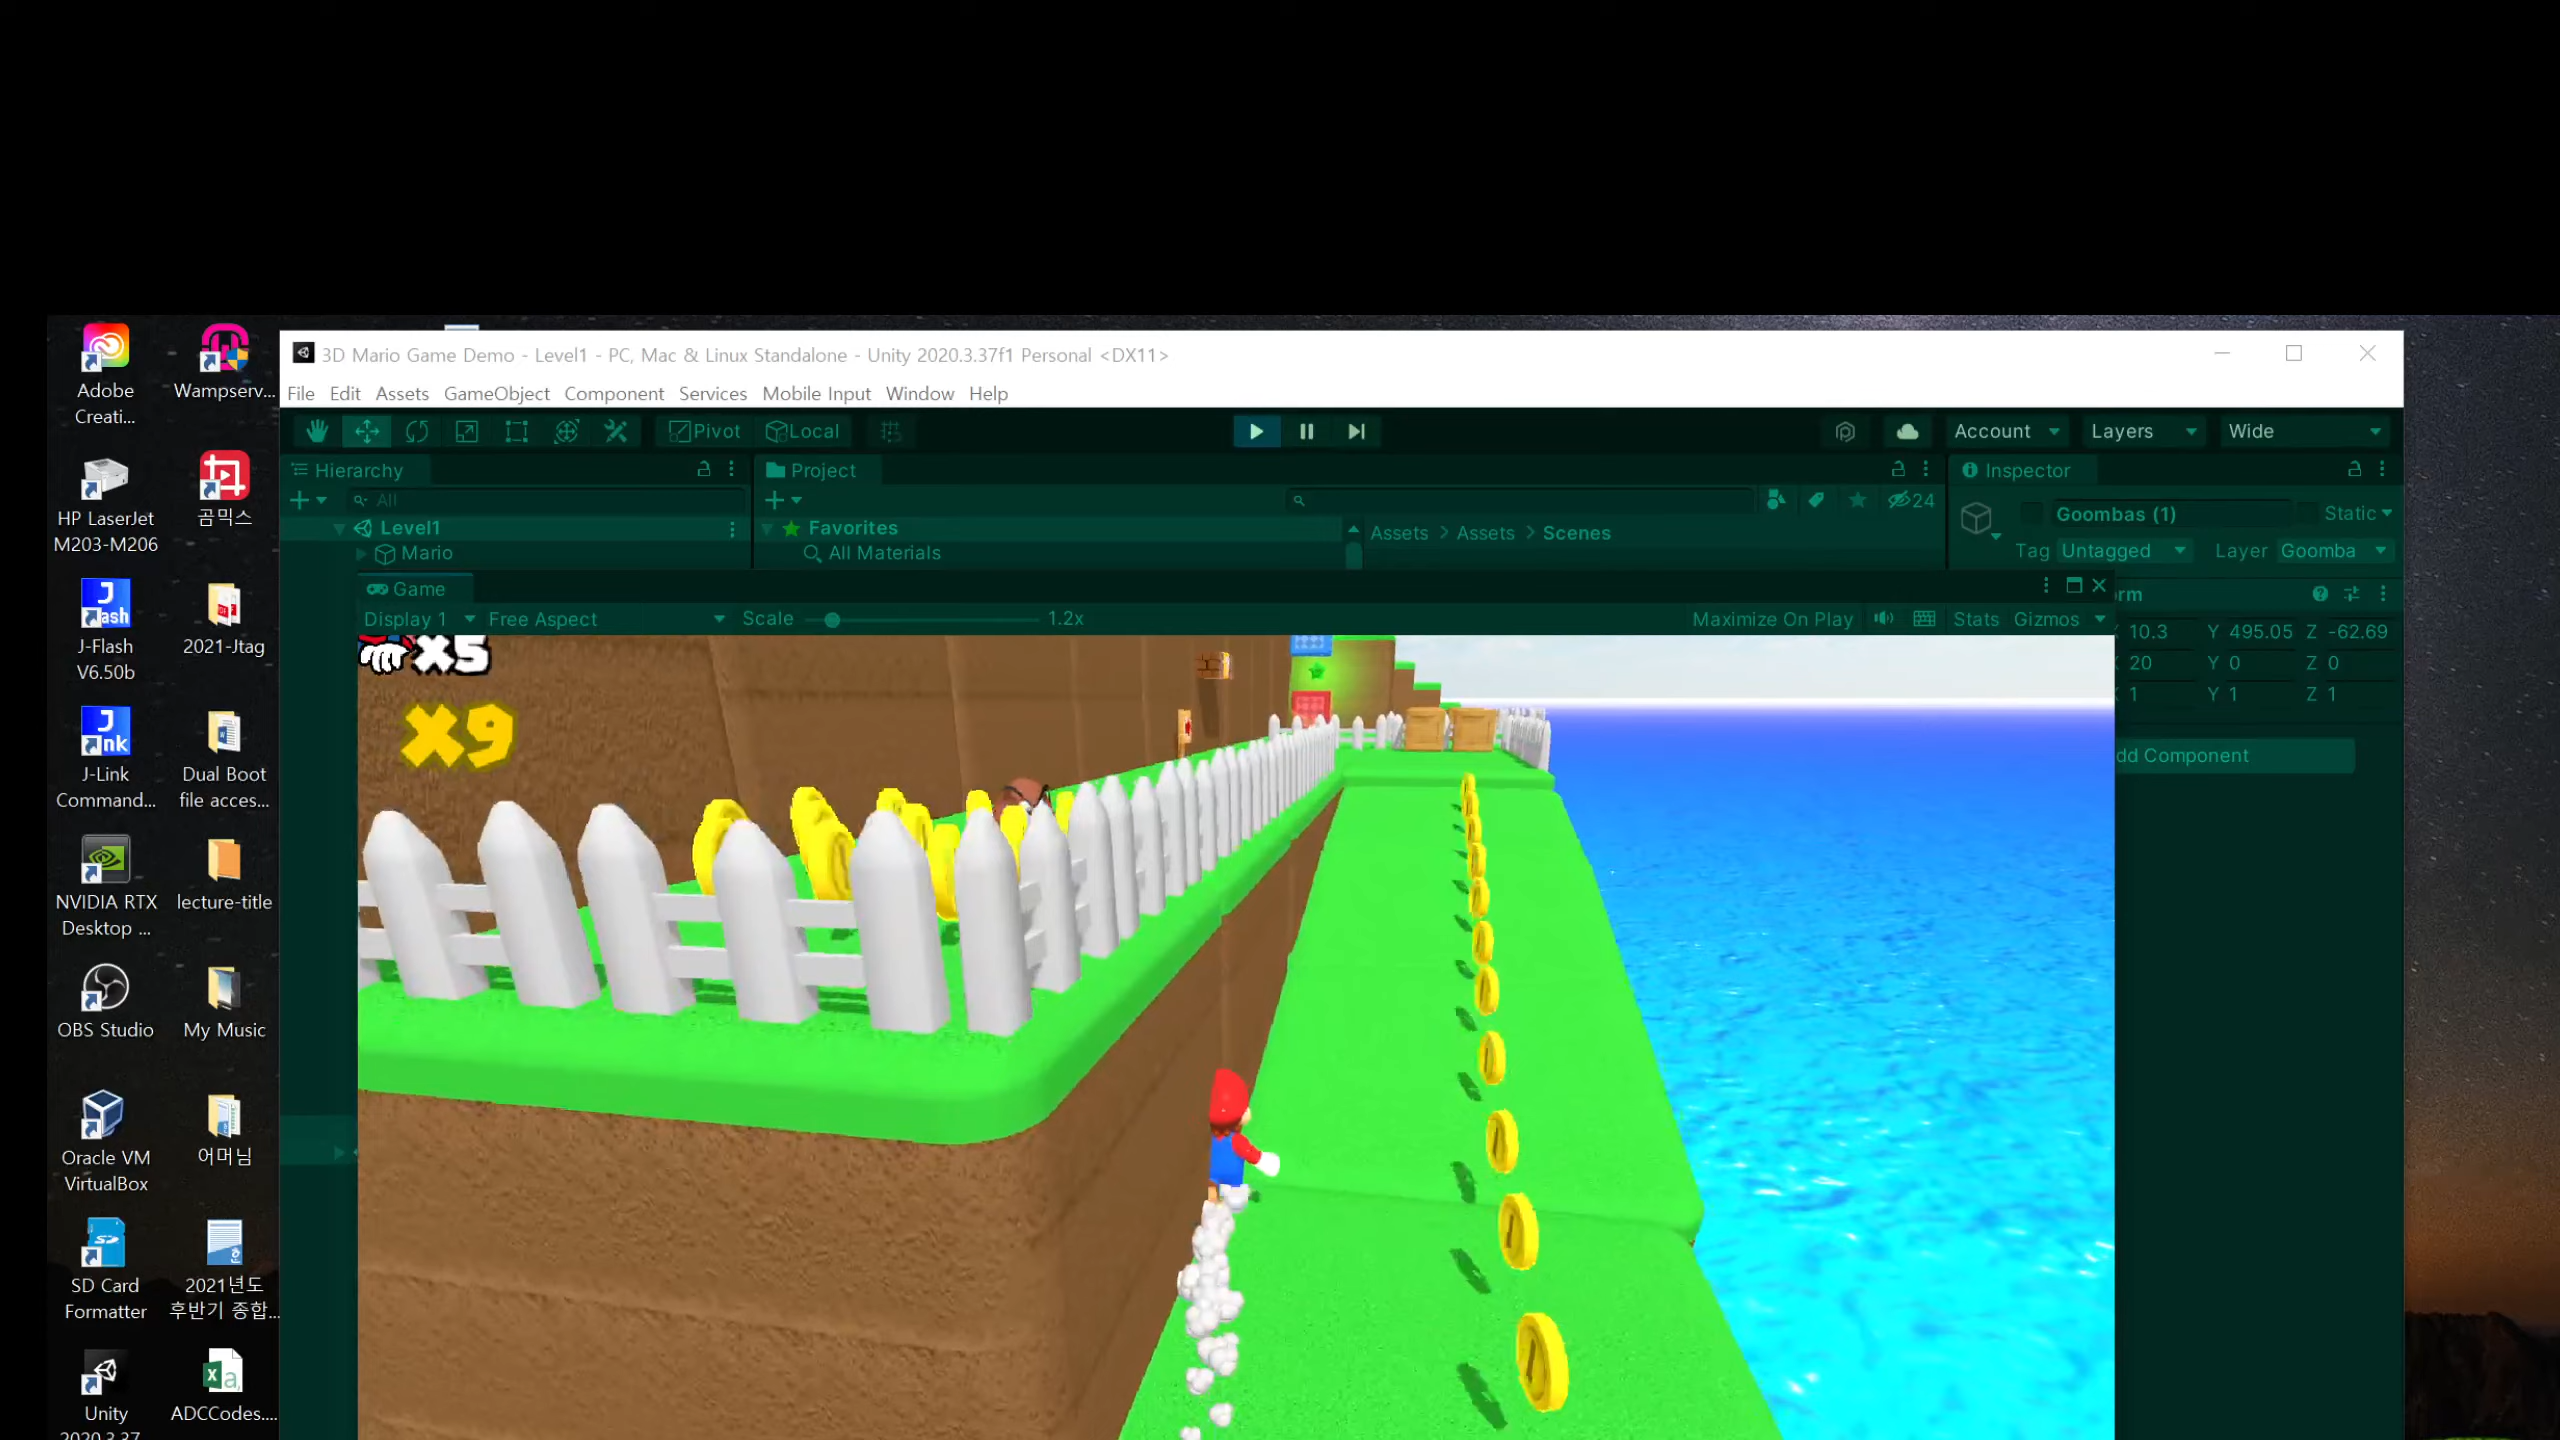 Adobe
Creati...
Wampserv...
HP LaserJet
M203-M206
곰믹스
J-Flash
V6.50b
2021-Jtag
J-Link
Command...
Dual Boot
file acces...
NVIDIA RTX
Desktop ...
lecture-title
OBS Studio
My Music
Oracle VM
VirtualBox
어머님
SD Card
Formatter
2021년도
후반기 종합...
Unity
2020.3.37
ADCCodes....
3D Mario Game Demo - Level1 - PC, Mac & Linux Standalone - Unity 2020.3.37f1 Personal <DX11>
File Edit Assets GameObject Component Services Mobile Input Window Help
Pivot Local Account Layers Wide
Hierarchy
All
Level1
Mario
Project
24
Favorites
All Materials
Assets > Assets > Scenes
Inspector
Goombas (1) Static
Tag Untagged Layer Goomba
orm
10.3 Y 495.05 Z -62.69
20 Y 0 Z 0
1 Y 1 Z 1
dd Component
Game
Display 1 Free Aspect Scale 1.2x Maximize On Play Stats Gizmos
X5
X9